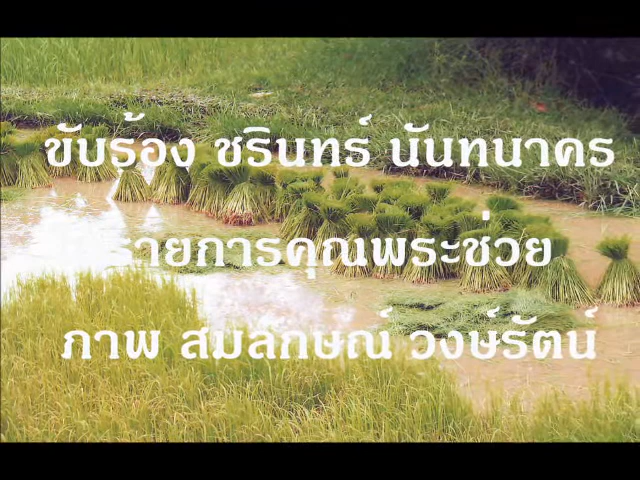 ขับร้อง ชรินทร์ นันทนาคร
รายการคุณพระช่วย
ภาพ สมลักษณ์ วงษ์รัตน์